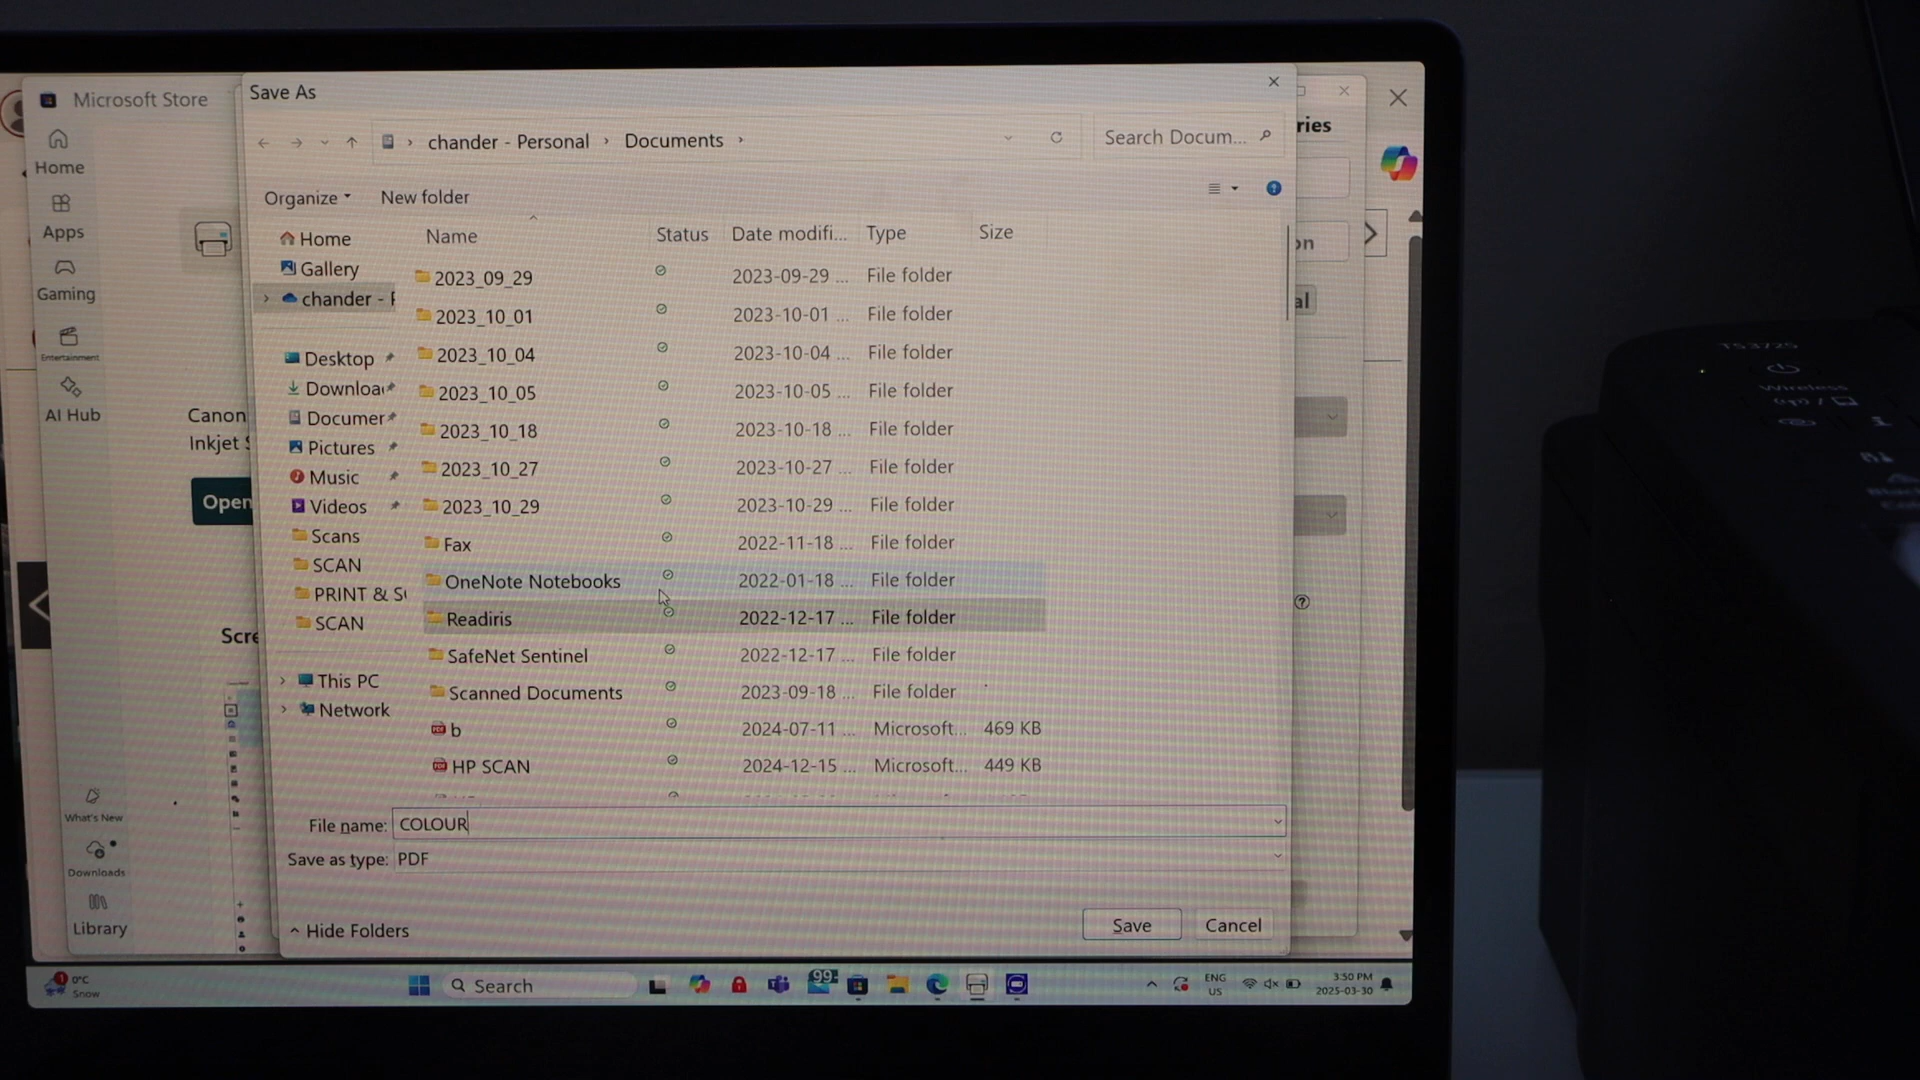 Microsoft Store
Home
Apps
Gaming
Entertainment
AI Hub
What's New
Downloads
Library
Canon
Inkjet S
Open
Scre
Save As
chander - Personal › Documents ›
Search Docum...
Organize
New folder
Home
Gallery
chander - P
Desktop
Downloa
Documer
Pictures
Music
Videos
Scans
SCAN
PRINT & S
SCAN
This PC
Network
Name Status Date modifi... Type Size
2023_09_29 2023-09-29 ... File folder
2023_10_01 2023-10-01 ... File folder
2023_10_04 2023-10-04 ... File folder
2023_10_05 2023-10-05 ... File folder
2023_10_18 2023-10-18 ... File folder
2023_10_27 2023-10-27 ... File folder
2023_10_29 2023-10-29 ... File folder
Fax 2022-11-18 ... File folder
OneNote Notebooks 2022-01-18 ... File folder
Readiris 2022-12-17 ... File folder
SafeNet Sentinel 2022-12-17 ... File folder
Scanned Documents 2023-09-18 ... File folder
b 2024-07-11 ... Microsoft... 469 KB
HP SCAN 2024-12-15 ... Microsoft... 449 KB
File name: COLOUR
Save as type: PDF
Hide Folders
Save
Cancel
ries
on
al
1
0°C
Snow
Search
99+
ENG
US
3:50 PM
2025-03-30
TS3725
Wireless